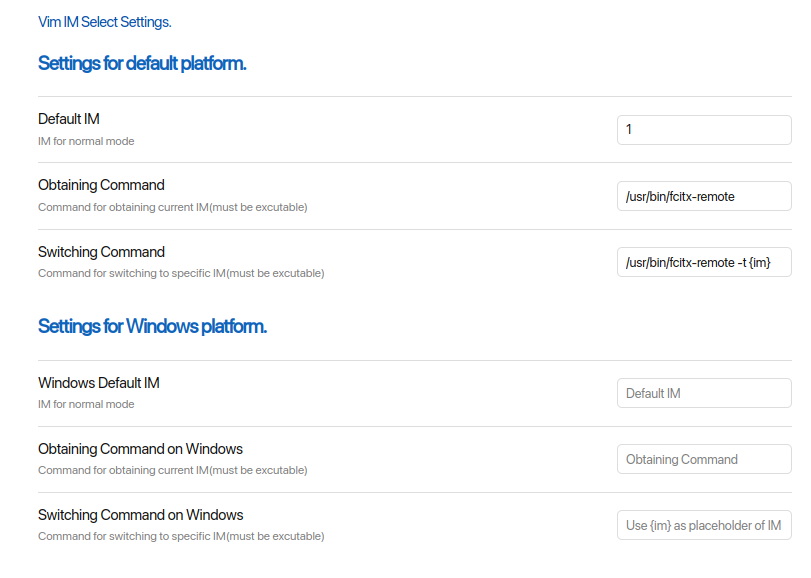 Vim IM Select Settings.
Settings for default platform.
Default IM
IM for normal mode
1
Obtaining Command
Command for obtaining current IM(must be excutable)
/usr/bin/fcitx-remote
Switching Command
Command for switching to specific IM(must be excutable)
/usr/bin/fcitx-remote -t {im}
Settings for Windows platform.
Windows Default IM
IM for normal mode
Default IM
Obtaining Command on Windows
Command for obtaining current IM(must be excutable)
Obtaining Command
Switching Command on Windows
Command for switching to specific IM(must be excutable)
Use {im} as placeholder of IM